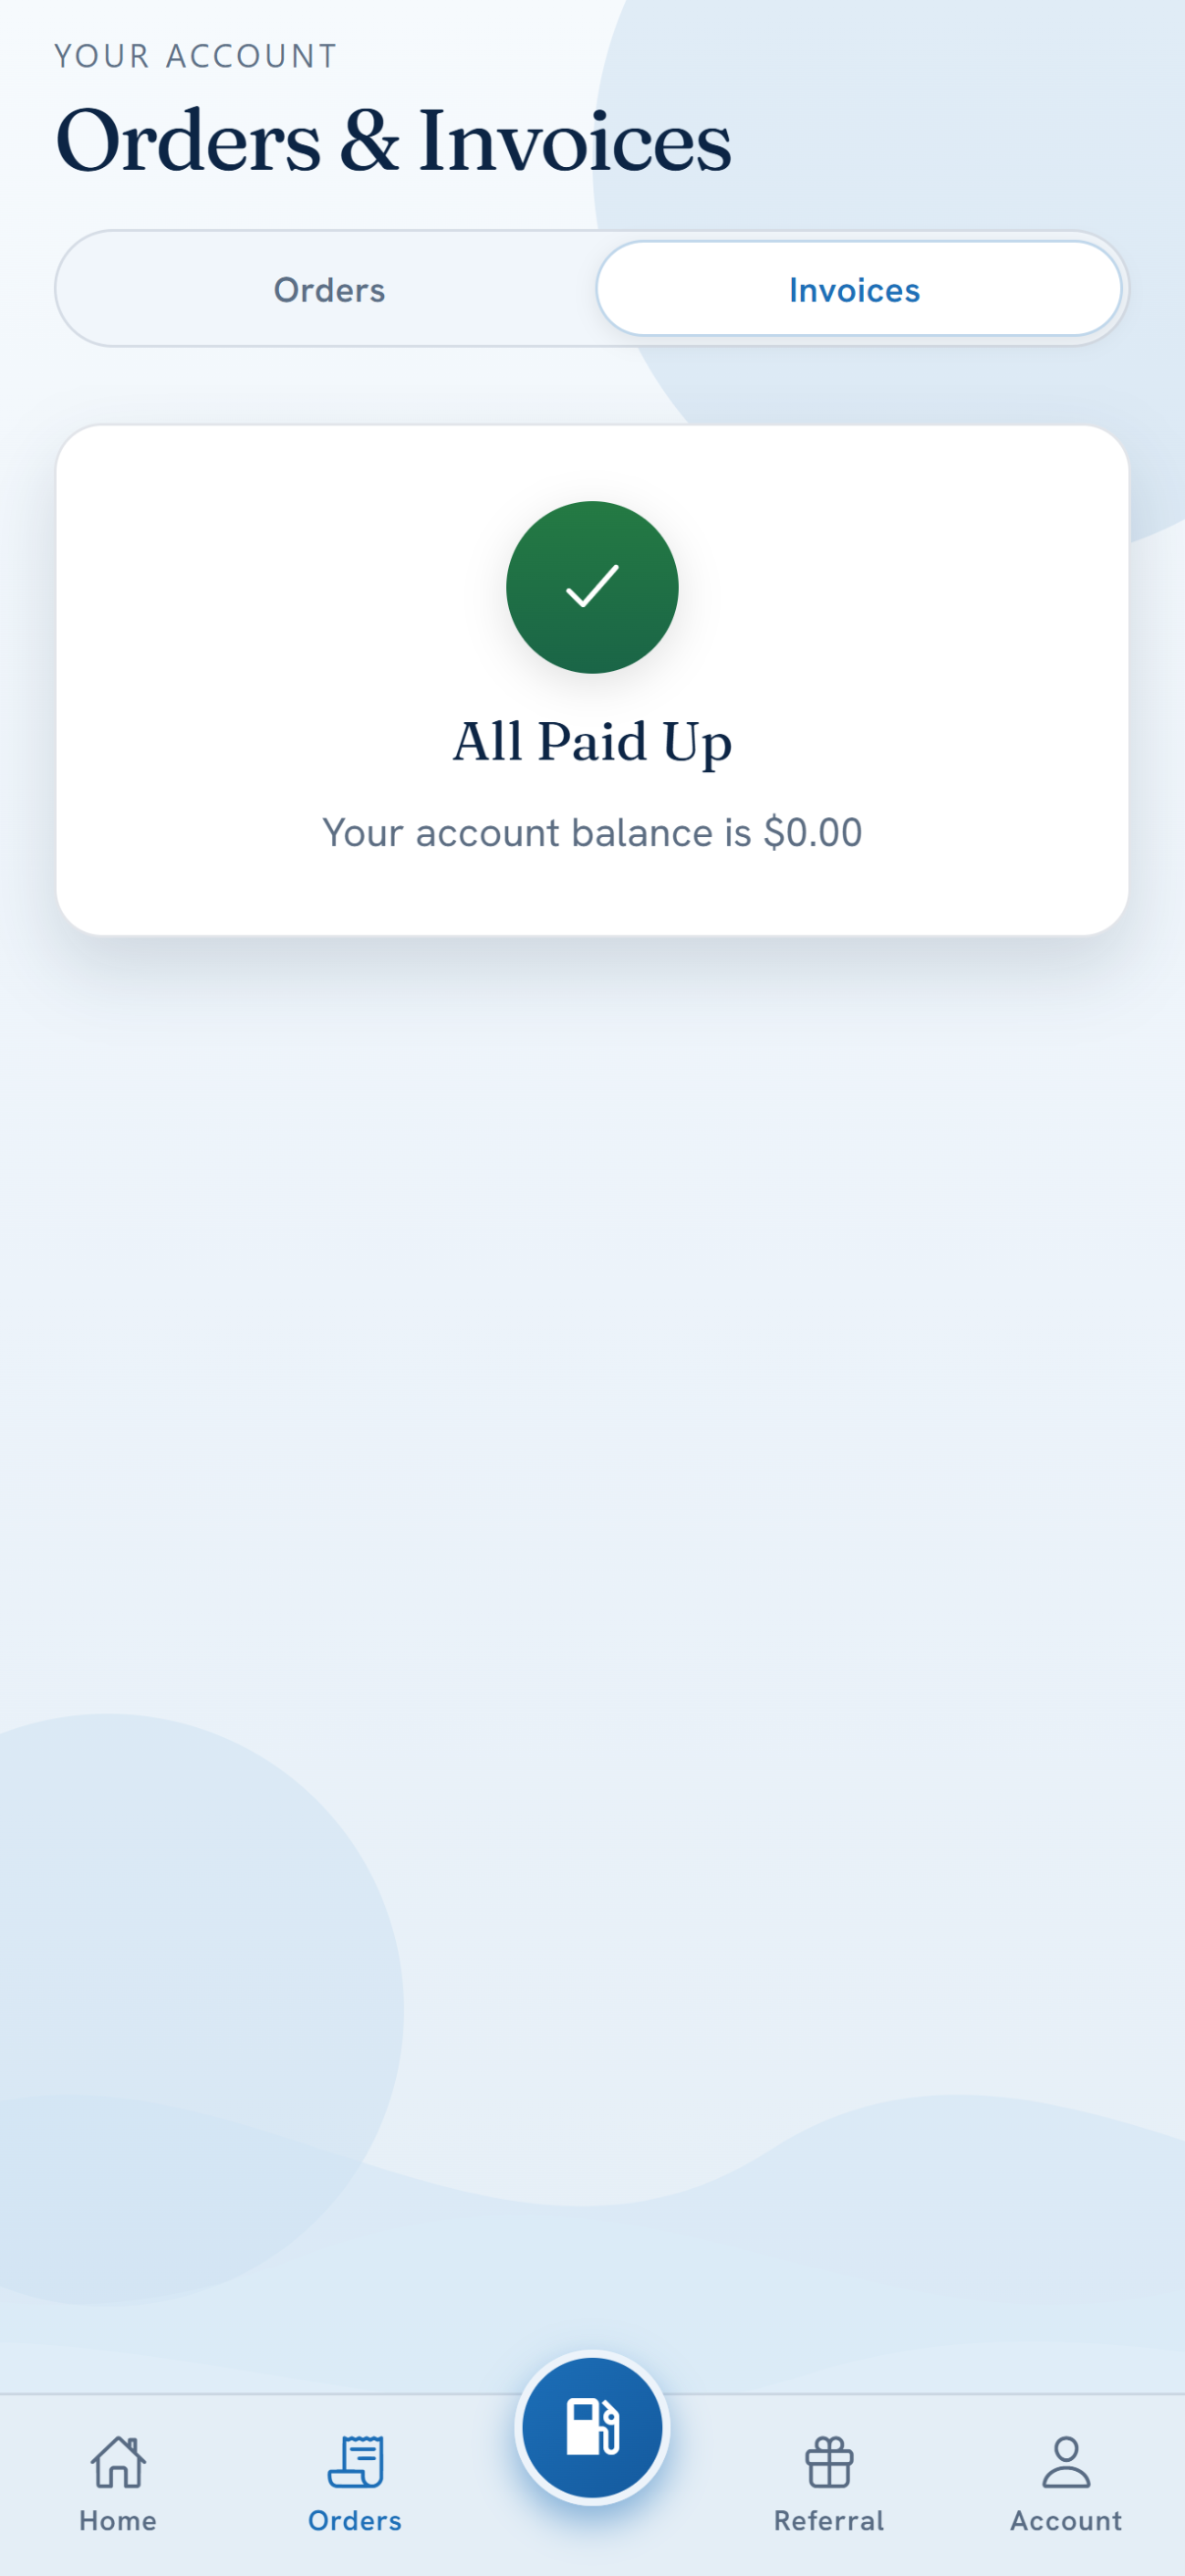 YOUR ACCOUNT
Orders & Invoices
Orders
Invoices
All Paid Up
Your account balance is $0.00
Home
Orders
Referral
Account